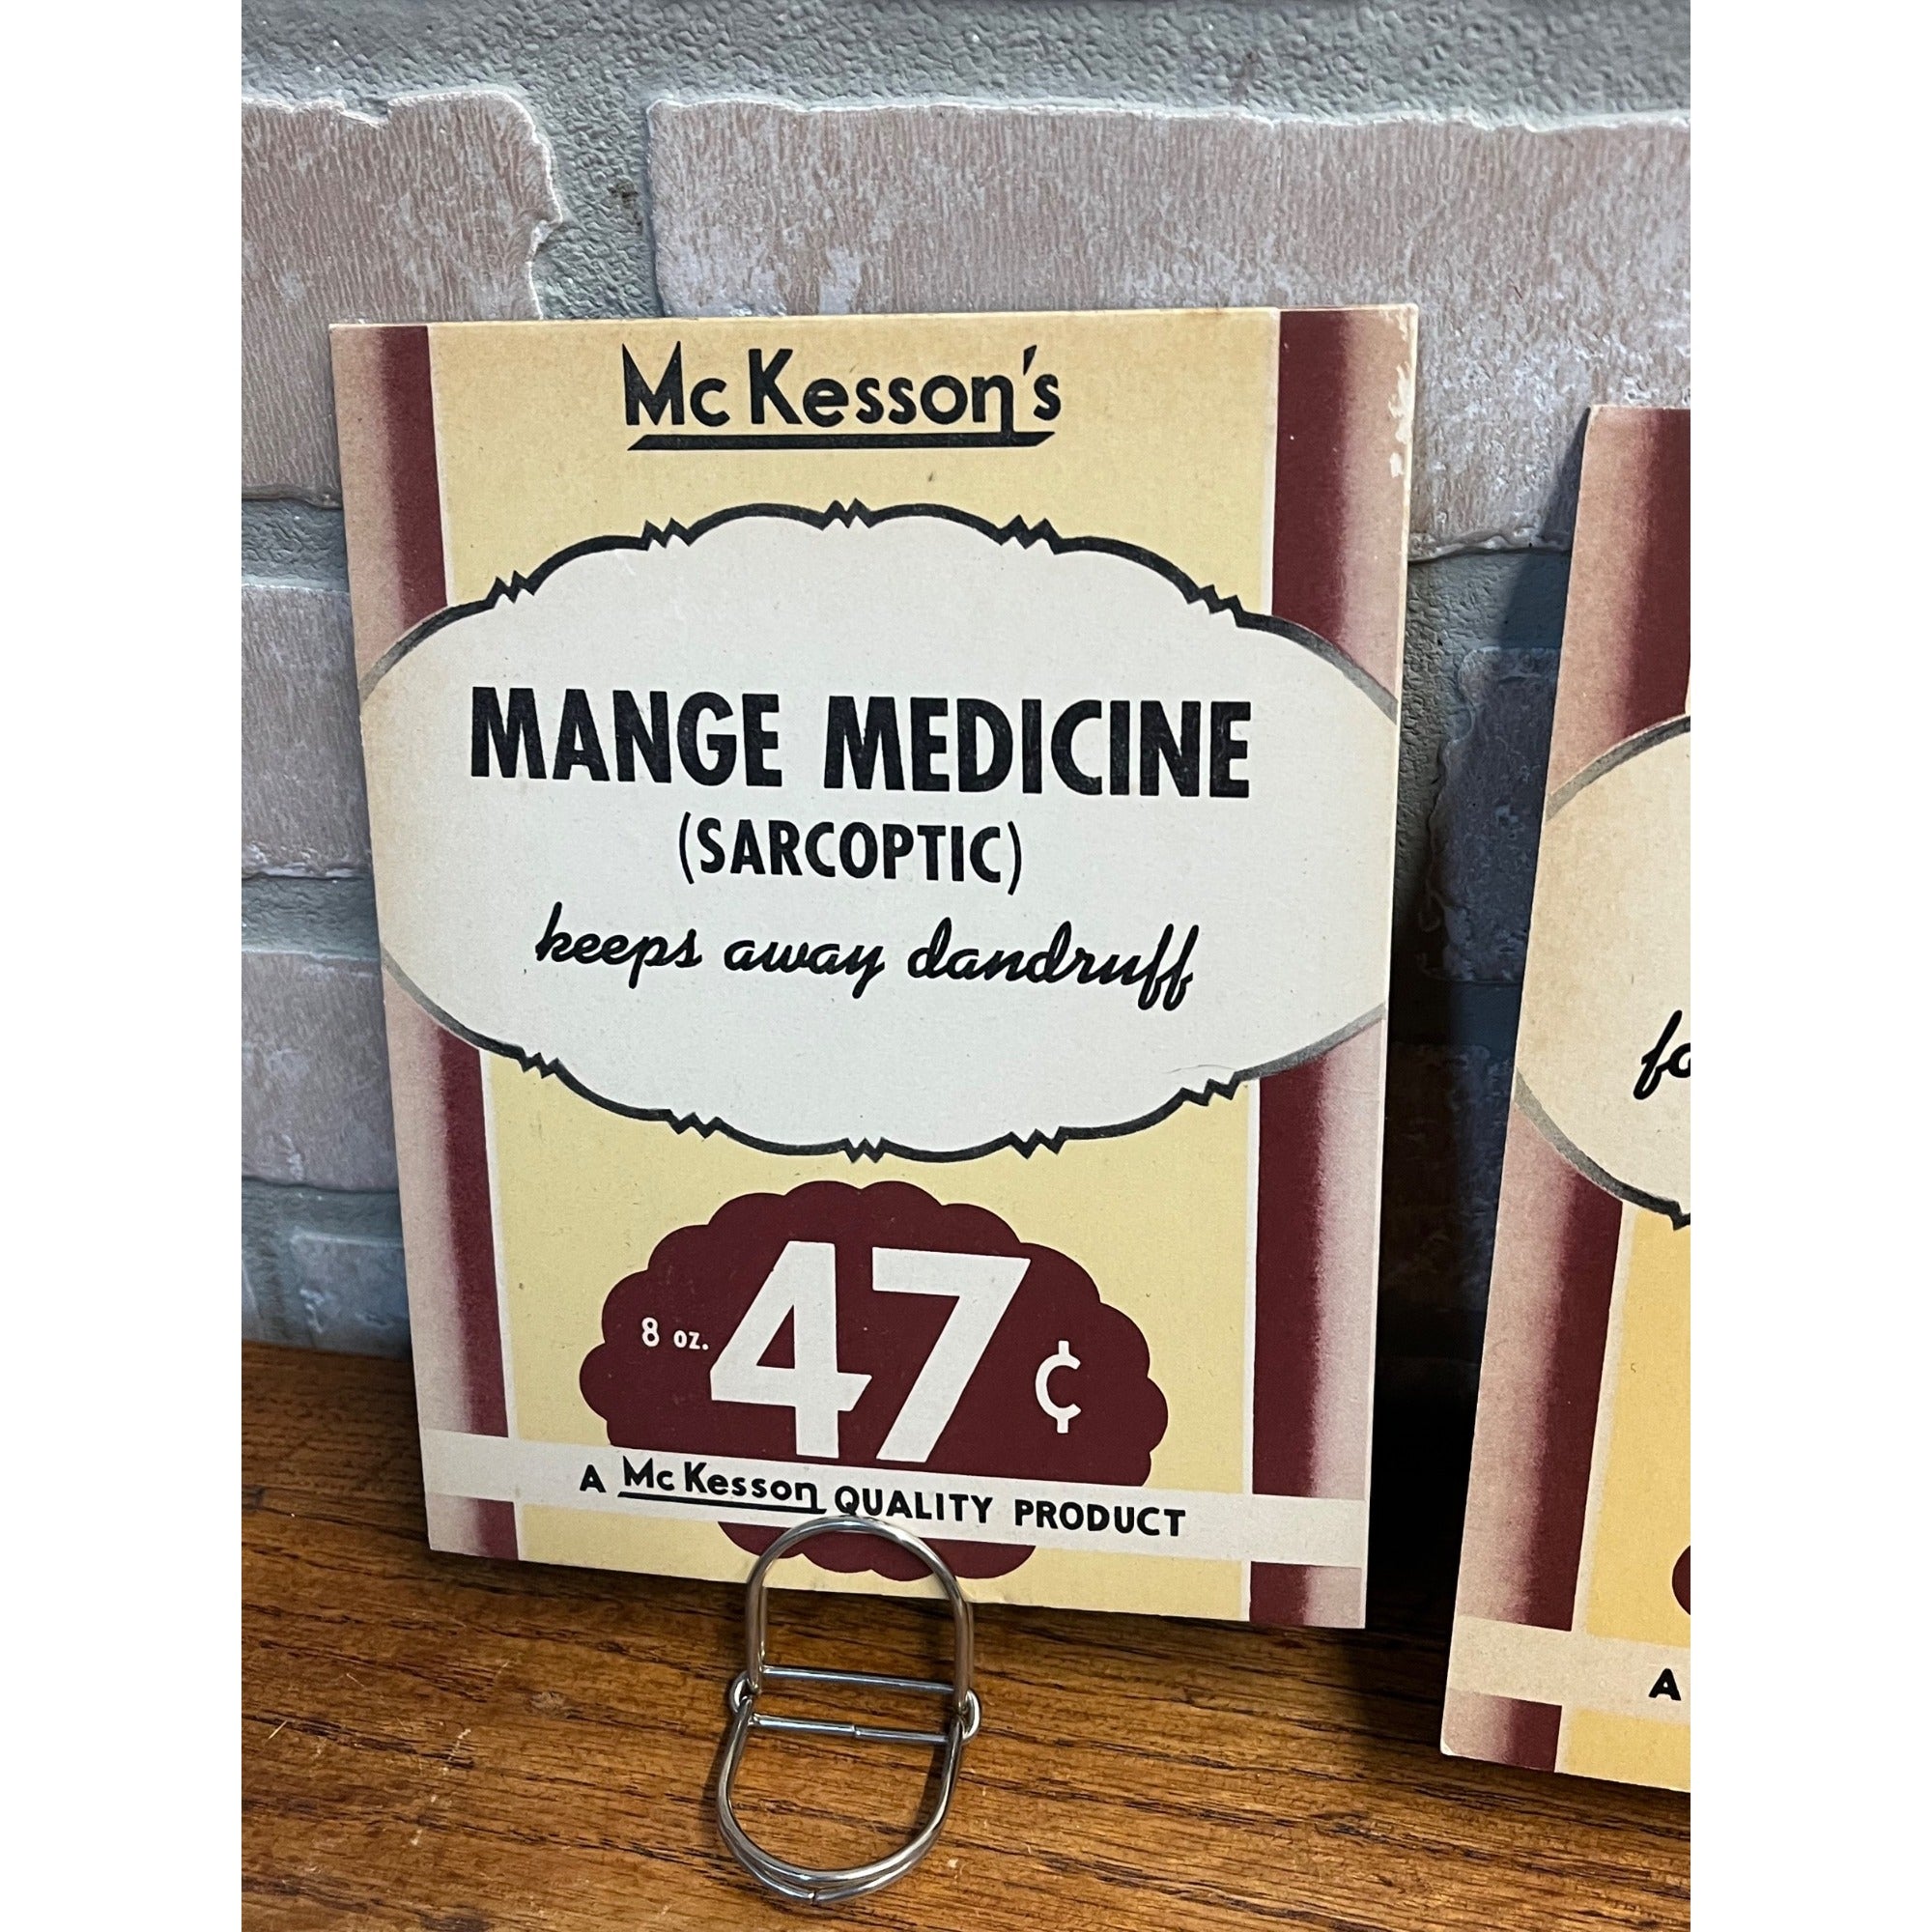 McKesson's
MANGE MEDICINE
(SARCOPTIC)
keeps away dandruff
8 oz. 47¢
A McKesson QUALITY PRODUCT
A